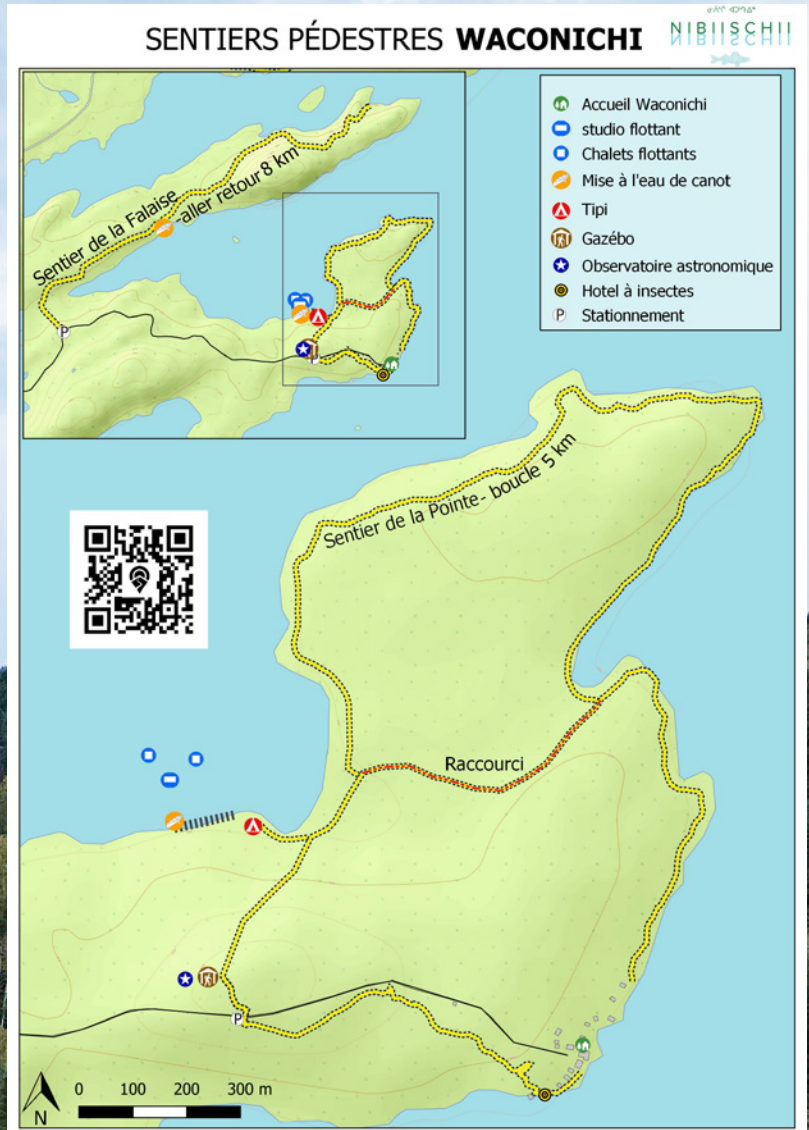 SENTIERS PÉDESTRES WACONICHI
NIBIISCHII
Sentier de la Falaise
-aller retour 8 km
P
P
Accueil Waconichi
studio flottant
Chalets flottants
Mise à l'eau de canot
Tipi
Gazébo
Observatoire astronomique
Hotel à insectes
P Stationnement
Sentier de la Pointe - boucle 5 km
Raccourci
P
0 100 200 300 m
N